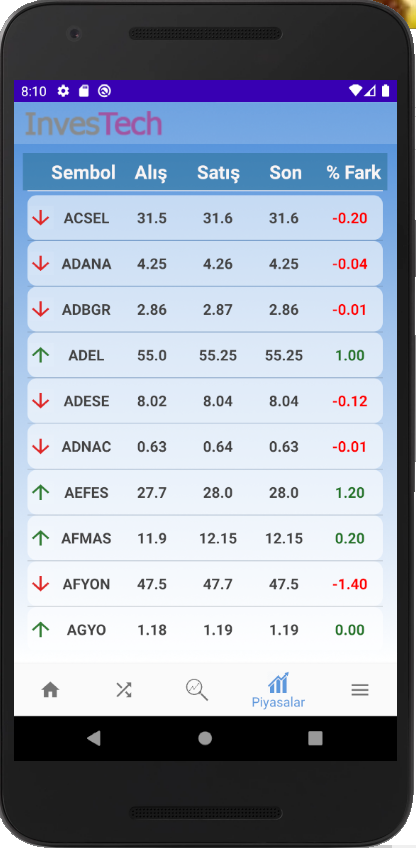 8:10
InvesTech
Sembol Alış Satış Son % Fark
ACSEL 31.5 31.6 31.6 -0.20
ADANA 4.25 4.26 4.25 -0.04
ADBGR 2.86 2.87 2.86 -0.01
ADEL 55.0 55.25 55.25 1.00
ADESE 8.02 8.04 8.04 -0.12
ADNAC 0.63 0.64 0.63 -0.01
AEFES 27.7 28.0 28.0 1.20
AFMAS 11.9 12.15 12.15 0.20
AFYON 47.5 47.7 47.5 -1.40
AGYO 1.18 1.19 1.19 0.00
Piyasalar